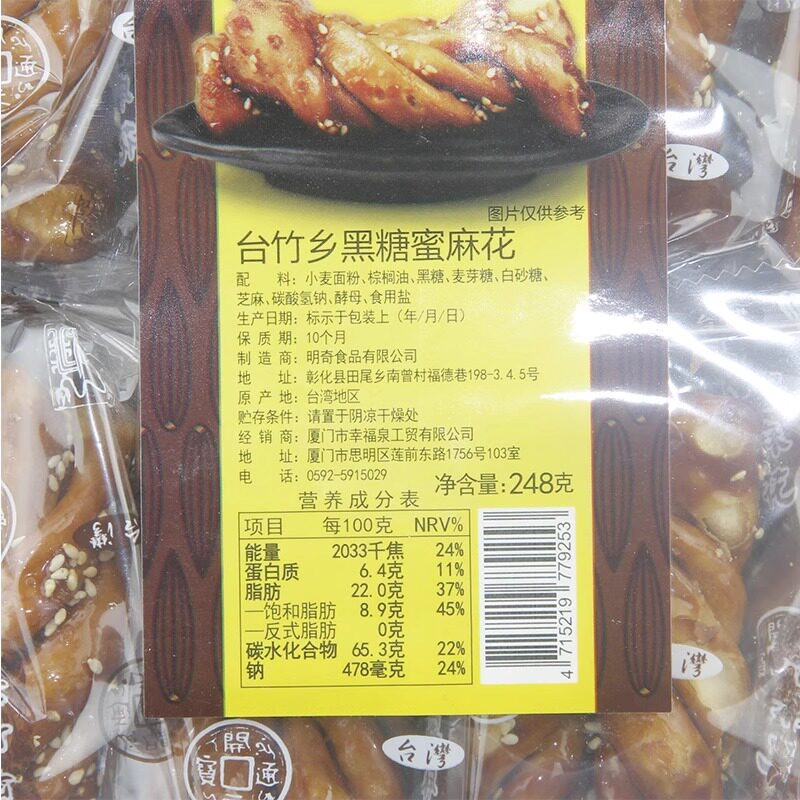 图片仅供参考
台竹乡黑糖蜜麻花
配 料：小麦面粉、棕榈油、黑糖、麦芽糖、白砂糖、
芝麻、碳酸氢钠、酵母、食用盐
生产日期：标示于包装上（年/月/日）
保 质 期：10个月
制 造 商：明奇食品有限公司
地 址：彰化县田尾乡南曾村福德巷198-3.4.5号
原 产 地：台湾地区
贮存条件：请置于阴凉干燥处
经 销 商：厦门市幸福泉工贸有限公司
地 址：厦门市思明区莲前东路1756号103室
电 话：0592-5915029
净含量：248克
营养成分表
项目 每100克 NRV%
能量 2033千焦 24%
蛋白质 6.4克 11%
脂肪 22.0克 37%
—饱和脂肪 8.9克 45%
—反式脂肪 0克
碳水化合物 65.3克 22%
钠 478毫克 24%
4 715219 779253
台灣
灣
台灣
開
通
寶
通
台